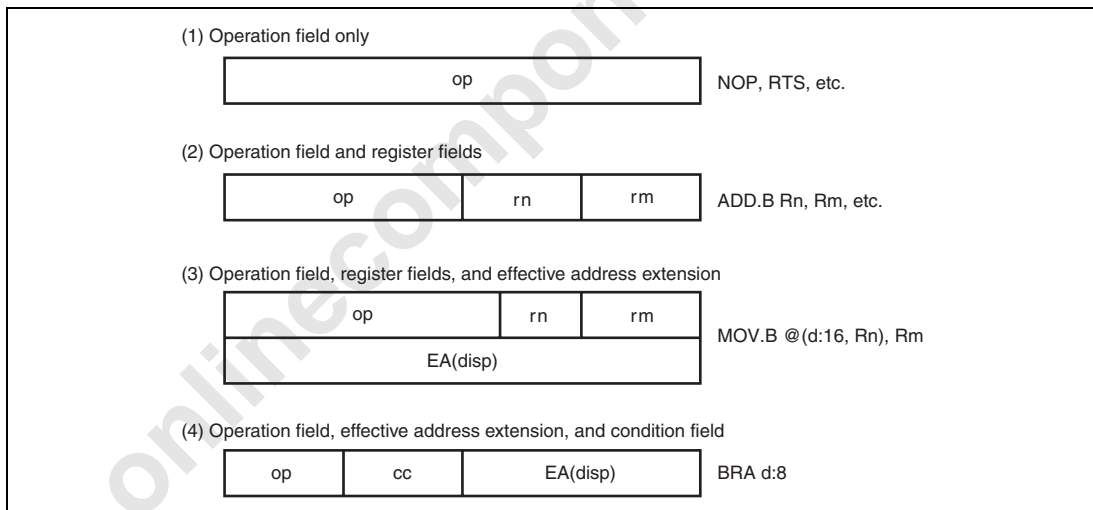 (1) Operation field only
op
NOP, RTS, etc.
(2) Operation field and register fields
op rn rm
ADD.B Rn, Rm, etc.
(3) Operation field, register fields, and effective address extension
op rn rm
EA(disp)
MOV.B @(d:16, Rn), Rm
(4) Operation field, effective address extension, and condition field
op cc EA(disp)
BRA d:8
onlinecompon